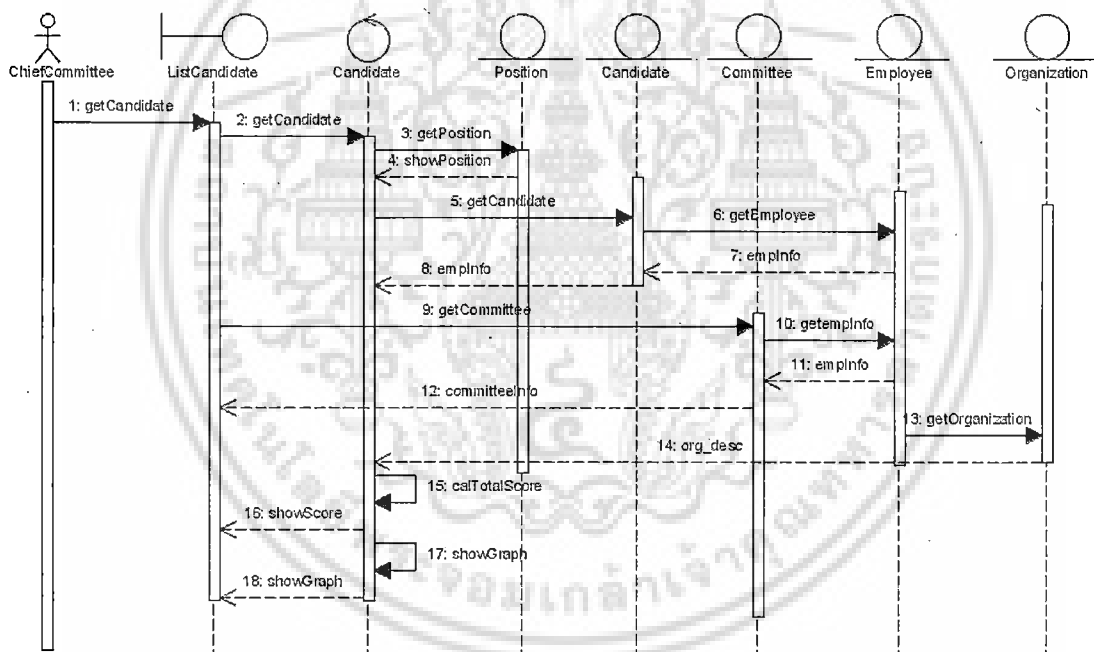 ChiefCommittee
ListCandidate
Candidate
Position
Candidate
Committee
Employee
Organization
1: getCandidate
2: getCandidate
3: getPosition
4: showPosition
5: getCandidate
6: getEmployee
7: empInfo
8: empInfo
9: getCommittee
10: getempInfo
11: empInfo
12: committeeInfo
13: getOrganization
14: org_desc
15: calTotalScore
16: showScore
17: showGraph
18: showGraph